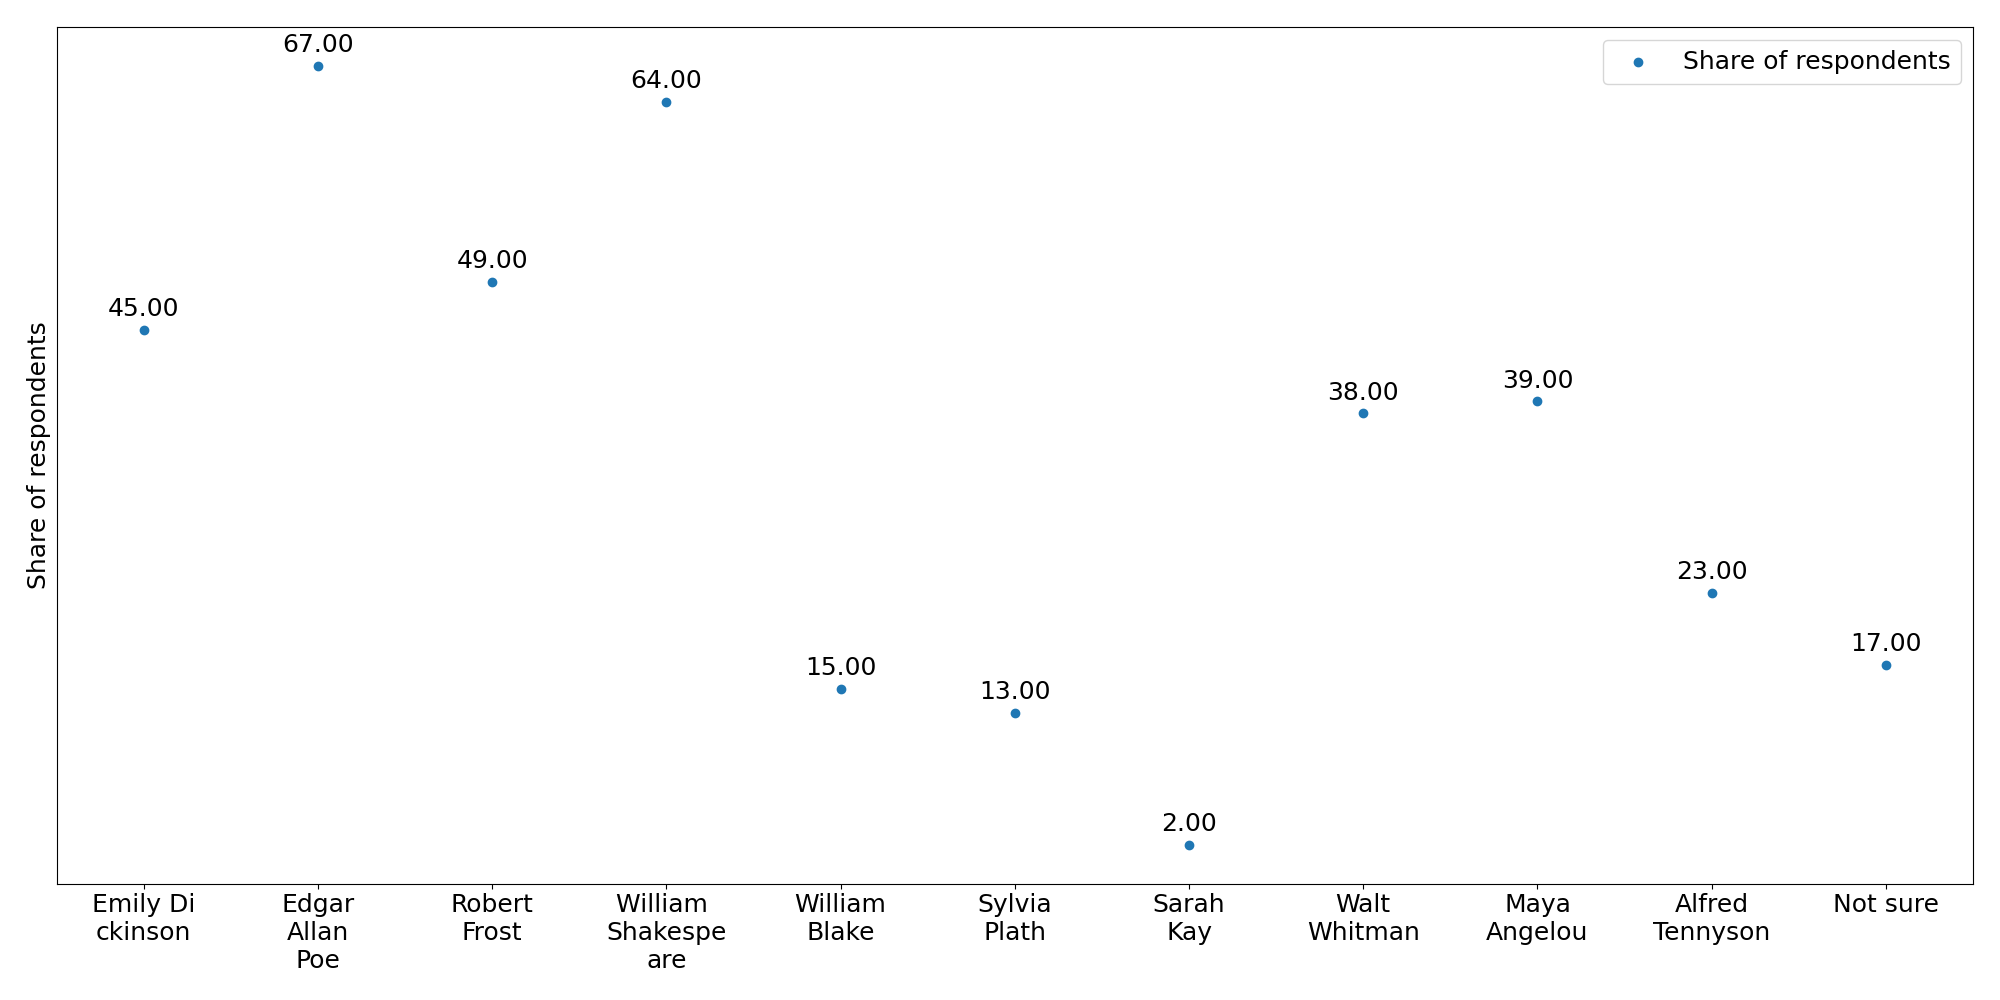 67.00
Share of respondents
64.00
49.00
45.00
38.00
39.00
23.00
17.00
15.00
13.00
2.00
Share of respondents
Emily Di
ckinson
Edgar
Allan
Poe
Robert
Frost
William
Shakespe
are
William
Blake
Sylvia
Plath
Sarah
Kay
Walt
Whitman
Maya
Angelou
Alfred
Tennyson
Not sure